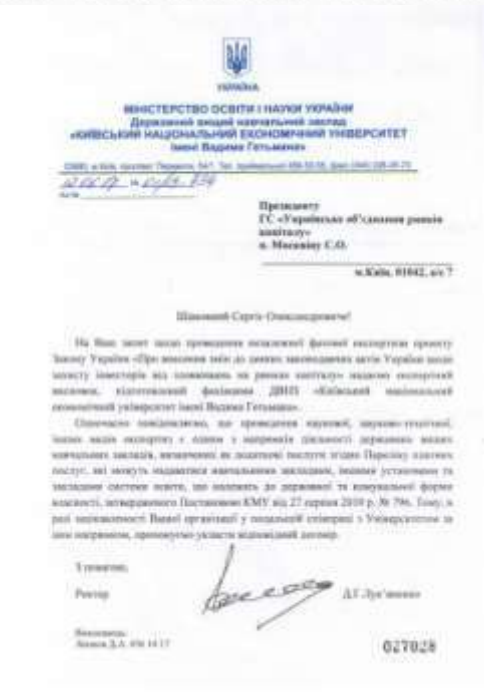 УКРАЇНА
МІНІСТЕРСТВО ОСВІТИ І НАУКИ УКРАЇНИ
Державний вищий навчальний заклад
«КИЇВСЬКИЙ НАЦІОНАЛЬНИЙ ЕКОНОМІЧНИЙ УНІВЕРСИТЕТ
імені Вадима Гетьмана»
Президенту
ГС «Українське об'єднання ринків
капіталу»
п. С.О.
м.Київ, 01042, а/с 7
Шановний Сергію Олександровичу!
На Ваш запит щодо проведення незалежної фахової експертизи проекту
Закону України «Про внесення змін до деяких законодавчих актів України щодо
захисту інвесторів від зловживань на ринках капіталу» надаємо експертний
висновок, підготовлений фахівцями ДВНЗ «Київський національний
економічний університет імені Вадима Гетьмана».
Одночасно повідомляємо, що проведення наукової, науково-технічної,
інших видів експертиз є одним з напрямів діяльності державних вищих
навчальних закладів, визначених як додаткові послуги згідно Переліку платних
послуг, які можуть надаватися навчальними закладами, іншими установами та
закладами системи освіти, що належать до державної та комунальної форми
власності, затвердженого Постановою КМУ від 27 серпня 2010 р. № 796. Тому, в
разі зацікавленості Вашої організації у подальшій співпраці з Університетом за
цим напрямом, пропонуємо укласти відповідний договір.
З повагою,
Ректор Д.Г. Лук'яненко
Виконавець:
027028